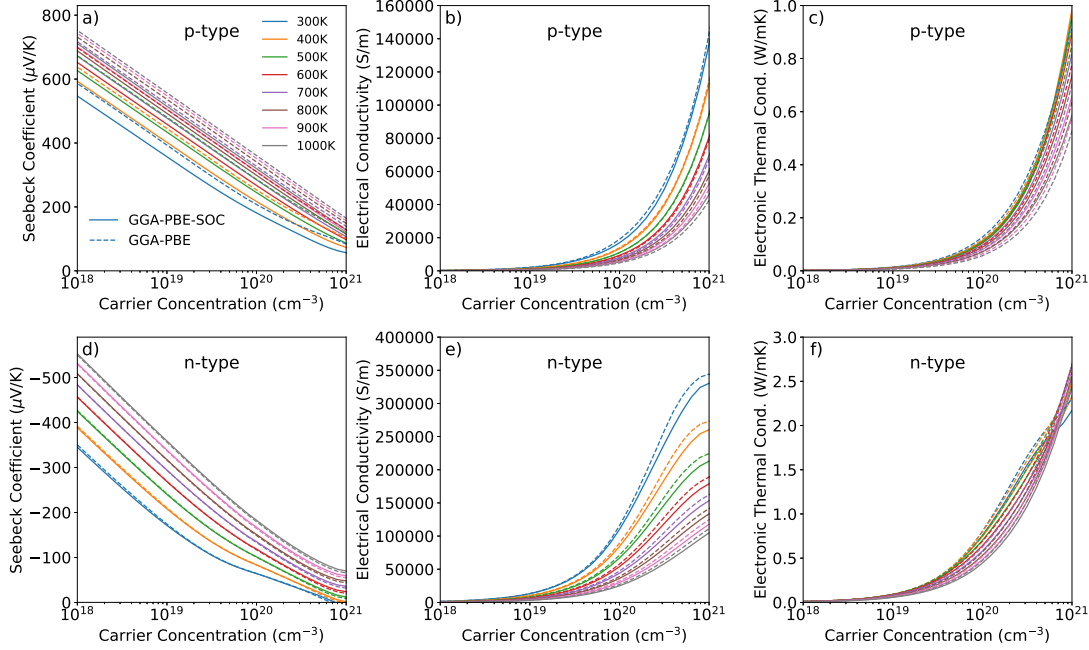 a)
p-type
300K
400K
500K
600K
700K
800K
900K
1000K
GGA-PBE-SOC
GGA-PBE
Seebeck Coefficient (μV/K)
0
200
400
600
800
10^18
10^19
10^20
10^21
Carrier Concentration (cm^−3)
b)
p-type
Electrical Conductivity (S/m)
0
20000
40000
60000
80000
100000
120000
140000
160000
10^18
10^19
10^20
10^21
Carrier Concentration (cm^−3)
c)
p-type
Electronic Thermal Cond. (W/mK)
0.0
0.2
0.4
0.6
0.8
1.0
10^18
10^19
10^20
10^21
Carrier Concentration (cm^−3)
d)
n-type
Seebeck Coefficient (μV/K)
0
−100
−200
−300
−400
−500
10^18
10^19
10^20
10^21
Carrier Concentration (cm^−3)
e)
n-type
Electrical Conductivity (S/m)
0
50000
100000
150000
200000
250000
300000
350000
400000
10^18
10^19
10^20
10^21
Carrier Concentration (cm^−3)
f)
n-type
Electronic Thermal Cond. (W/mK)
0.0
0.5
1.0
1.5
2.0
2.5
3.0
10^18
10^19
10^20
10^21
Carrier Concentration (cm^−3)